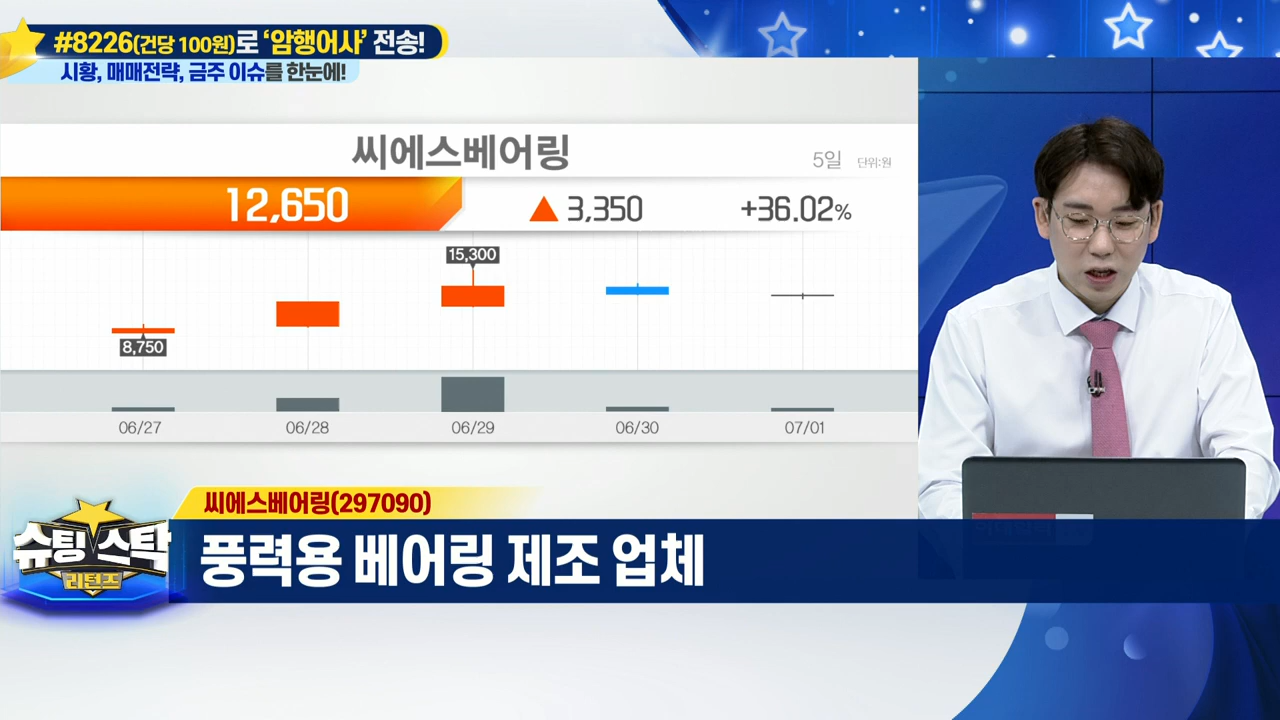 #8226(건당 100원)로 ‘암행어사’ 전송!
시황, 매매전략, 금주 이슈를 한눈에!
씨에스베어링
5일 단위:원
12,650 ▲ 3,350 +36.02%
15,300
8,750
06/27 06/28 06/29 06/30 07/01
씨에스베어링(297090)
슈팅스탁
리턴즈
풍력용 베어링 제조 업체